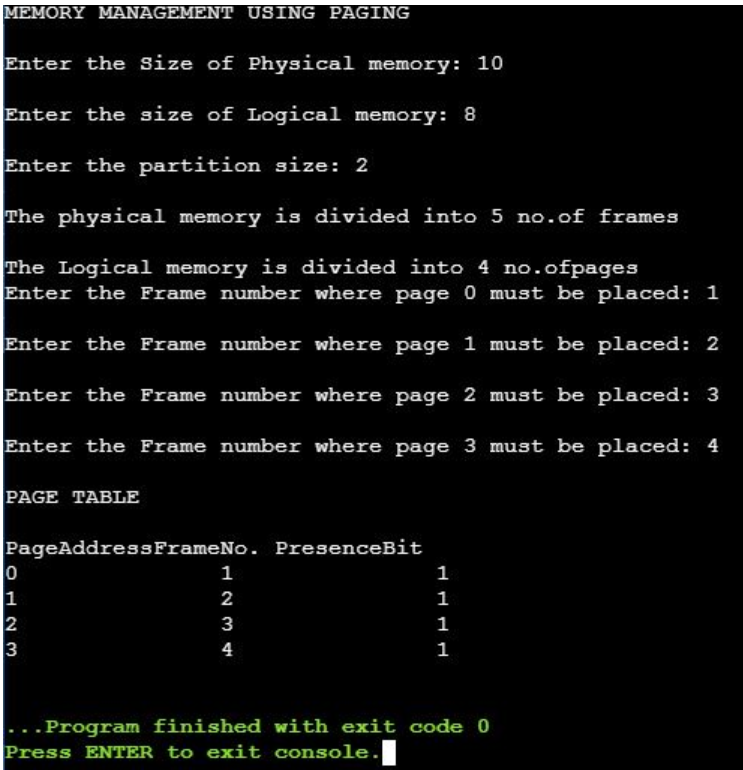 MEMORY MANAGEMENT USING PAGING
Enter the Size of Physical memory: 10
Enter the size of Logical memory: 8
Enter the partition size: 2
The physical memory is divided into 5 no.of frames
The Logical memory is divided into 4 no.ofpages
Enter the Frame number where page 0 must be placed: 1
Enter the Frame number where page 1 must be placed: 2
Enter the Frame number where page 2 must be placed: 3
Enter the Frame number where page 3 must be placed: 4
PAGE TABLE
PageAddressFrameNo. PresenceBit
0 1 1
1 2 1
2 3 1
3 4 1
...Program finished with exit code 0
Press ENTER to exit console.